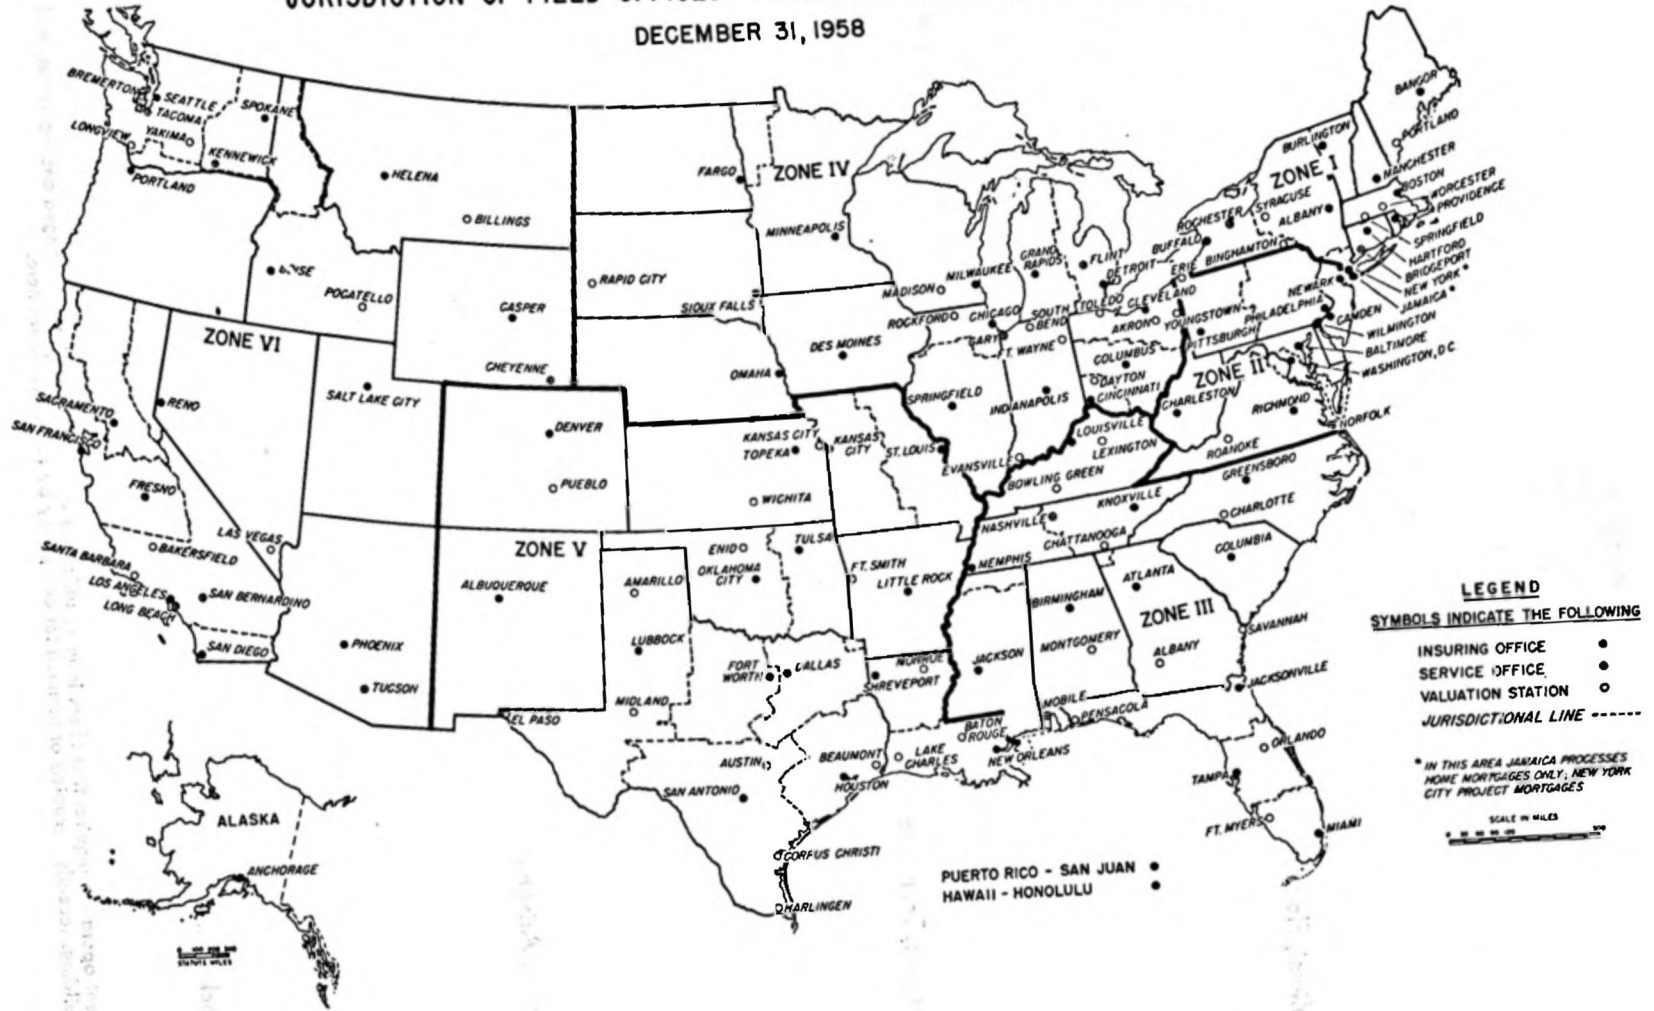 JURISDICTION OF FIELD OFFICES
DECEMBER 31, 1958
BREMERTON
SEATTLE
TACOMA
SPOKANE
LONGVIEW
YAKIMA
KENNEWICK
PORTLAND
HELENA
BILLINGS
POCATELLO
CASPER
CHEYENNE
ZONE VI
SACRAMENTO
SAN FRANCISCO
RENO
SALT LAKE CITY
FRESNO
LAS VEGAS
BAKERSFIELD
SANTA BARBARA
LOS ANGELES
LONG BEACH
SAN BERNARDINO
SAN DIEGO
PHOENIX
TUCSON
FARGO
ZONE IV
MINNEAPOLIS
RAPID CITY
SIOUX FALLS
OMAHA
DES MOINES
MADISON
MILWAUKEE
GRAND RAPIDS
FLINT
DETROIT
ROCKFORD
CHICAGO
GARY
SOUTH BEND
FT. WAYNE
TOLEDO
CLEVELAND
AKRON
YOUNGSTOWN
COLUMBUS
DAYTON
CINCINNATI
SPRINGFIELD
INDIANAPOLIS
EVANSVILLE
LOUISVILLE
LEXINGTON
BOWLING GREEN
DENVER
PUEBLO
KANSAS CITY
TOPEKA
KANSAS CITY
ST. LOUIS
WICHITA
ZONE V
ALBUQUERQUE
AMARILLO
LUBBOCK
MIDLAND
EL PASO
ENID
OKLAHOMA CITY
TULSA
FT. SMITH
LITTLE ROCK
FORT WORTH
DALLAS
MONROE
SHREVEPORT
AUSTIN
SAN ANTONIO
BEAUMONT
HOUSTON
LAKE CHARLES
BATON ROUGE
NEW ORLEANS
CORPUS CHRISTI
HARLINGEN
ZONE I
BANGOR
PORTLAND
BURLINGTON
MANCHESTER
BOSTON
WORCESTER
PROVIDENCE
SPRINGFIELD
HARTFORD
BRIDGEPORT
NEW YORK
JAMAICA *
ROCHESTER
SYRACUSE
ALBANY
BUFFALO
BINGHAMTON
ERIE
NEWARK
PHILADELPHIA
CAMDEN
PITTSBURGH
WILMINGTON
BALTIMORE
WASHINGTON, D C
ZONE II
CHARLESTON
RICHMOND
NORFOLK
ROANOKE
GREENSBORO
CHARLOTTE
KNOXVILLE
NASHVILLE
CHATTANOOGA
MEMPHIS
COLUMBIA
ATLANTA
BIRMINGHAM
ZONE III
MONTGOMERY
ALBANY
SAVANNAH
JACKSON
JACKSONVILLE
MOBILE
PENSACOLA
ORLANDO
TAMPA
FT. MYERS
MIAMI
ALASKA
ANCHORAGE
STATUTE MILES
PUERTO RICO - SAN JUAN
HAWAII - HONOLULU
LEGEND
SYMBOLS INDICATE THE FOLLOWING
INSURING OFFICE
SERVICE OFFICE
VALUATION STATION
JURISDICTIONAL LINE
* IN THIS AREA JAMAICA PROCESSES
HOME MORTGAGES ONLY; NEW YORK
CITY PROJECT MORTGAGES
SCALE IN MILES